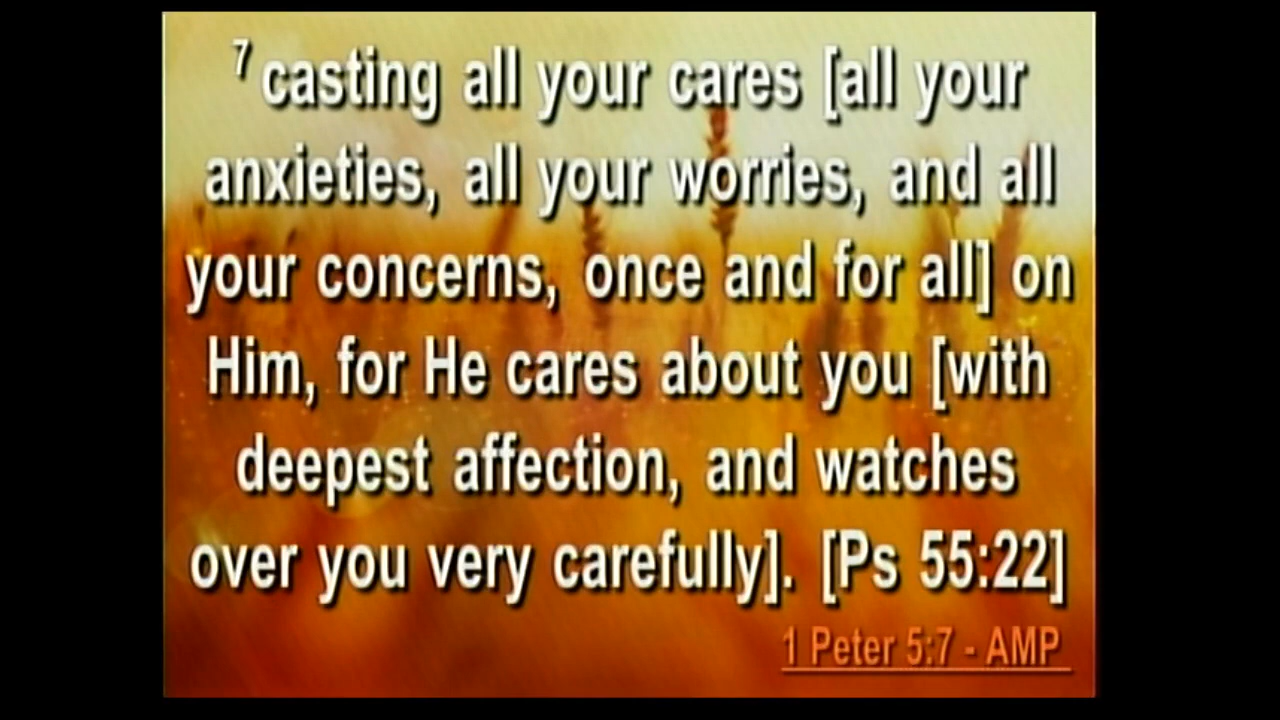 7 casting all your cares [all your
anxieties, all your worries, and all
your concerns, once and for all] on
Him, for He cares about you [with
deepest affection, and watches
over you very carefully]. [Ps 55:22]
1 Peter 5:7 - AMP